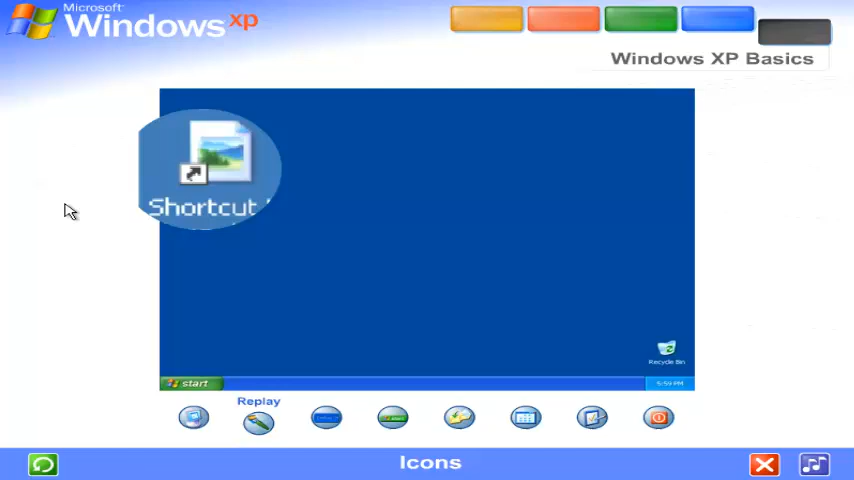 Microsoft
Windows xp
Windows XP Basics
Shortcut
Recycle Bin
start
5:59 PM
Replay
Icons